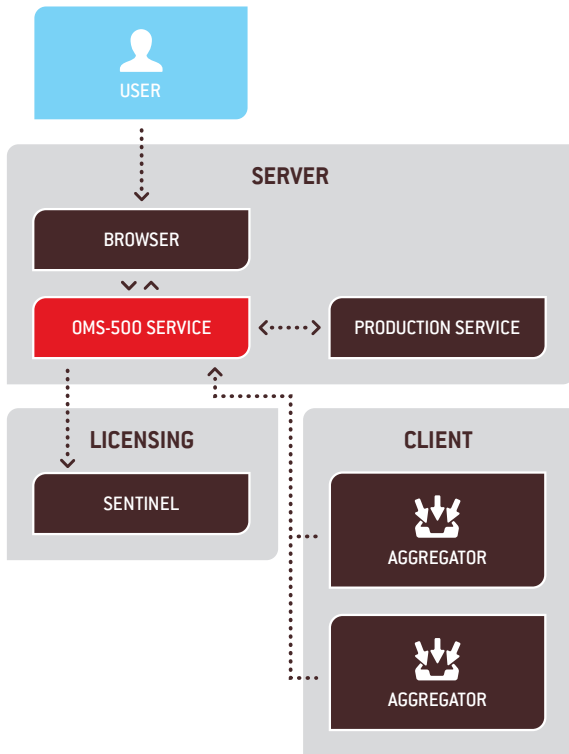 USER
SERVER
BROWSER
OMS-500 SERVICE
PRODUCTION SERVICE
LICENSING
SENTINEL
CLIENT
AGGREGATOR
AGGREGATOR